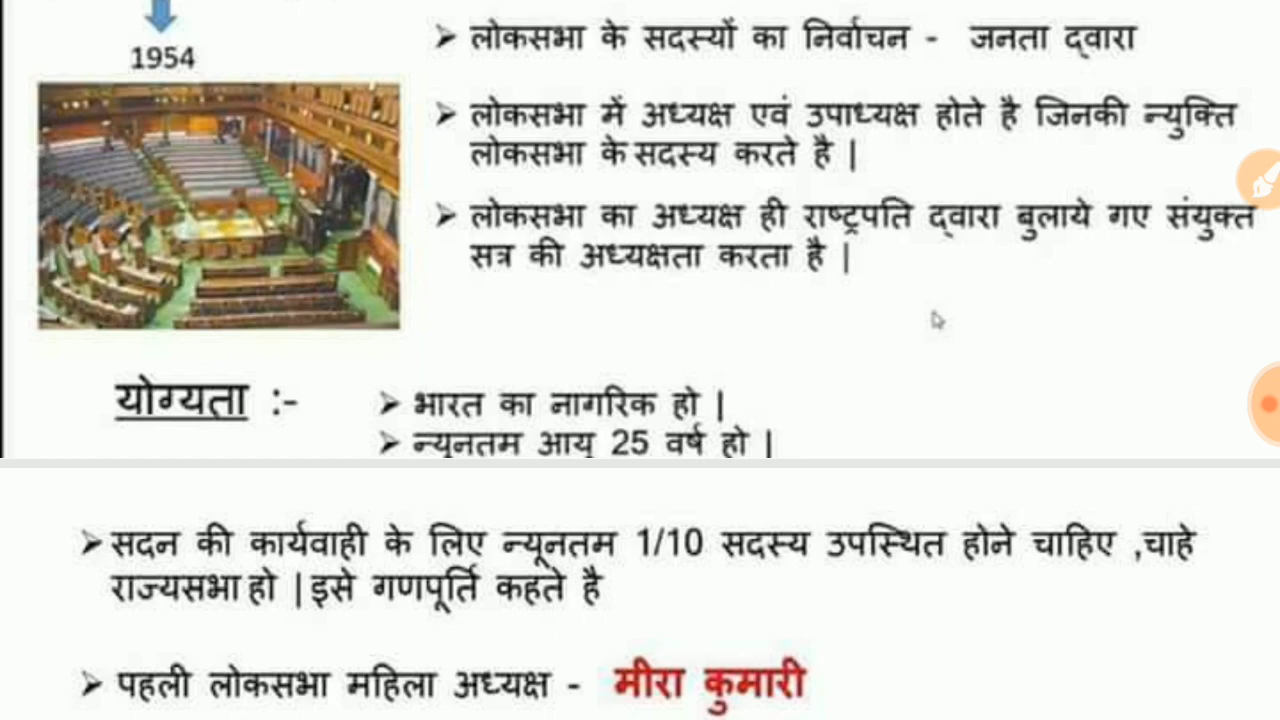 1954
➢ लोकसभा के सदस्यों का निर्वाचन - जनता द्वारा
➢ लोकसभा में अध्यक्ष एवं उपाध्यक्ष होते है जिनकी न्युक्ति
लोकसभा के सदस्य करते है |
➢ लोकसभा का अध्यक्ष ही राष्ट्रपति द्वारा बुलाये गए संयुक्त
सत्र की अध्यक्षता करता है |
योग्यता :-
➢ भारत का नागरिक हो |
➢ न्यूनतम आयु 25 वर्ष हो |
➢ सदन की कार्यवाही के लिए न्यूनतम 1/10 सदस्य उपस्थित होने चाहिए ,चाहे
राज्यसभा हो | इसे गणपूर्ति कहते है
➢ पहली लोकसभा महिला अध्यक्ष - मीरा कुमारी